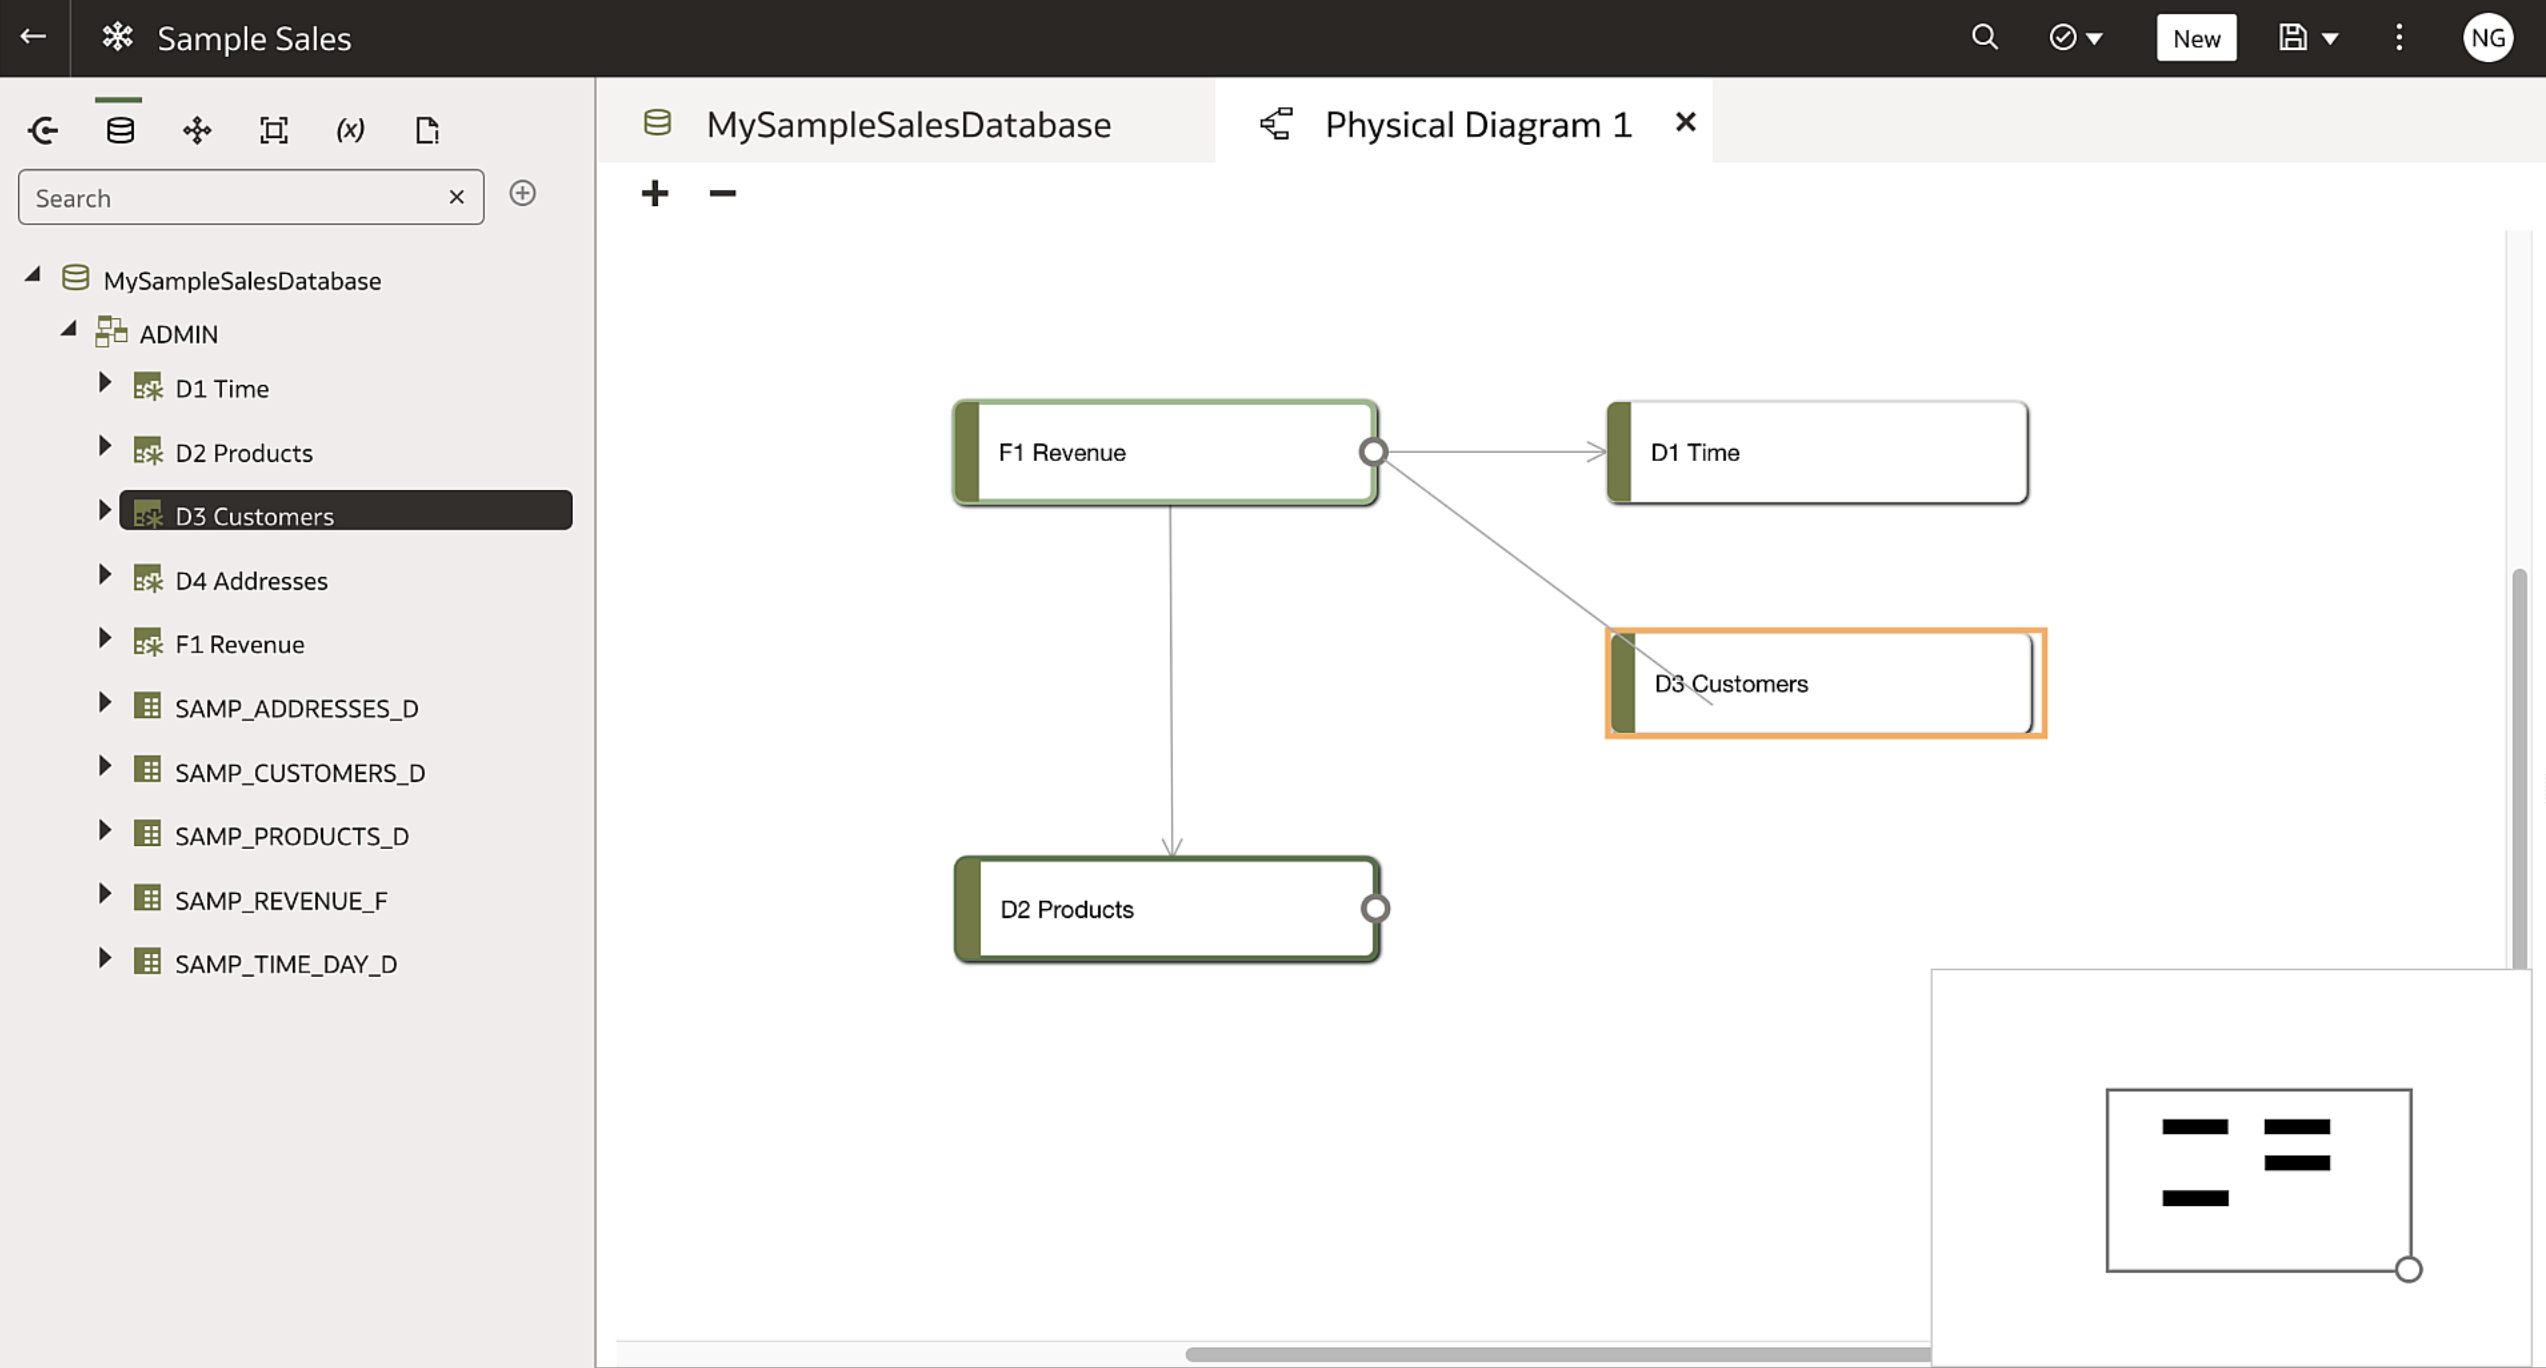 Sample Sales
New
NG
MySampleSalesDatabase
Physical Diagram 1
(x)
Search
MySampleSalesDatabase
ADMIN
D1 Time
D2 Products
D3 Customers
D4 Addresses
F1 Revenue
SAMP_ADDRESSES_D
SAMP_CUSTOMERS_D
SAMP_PRODUCTS_D
SAMP_REVENUE_F
SAMP_TIME_DAY_D
F1 Revenue
D1 Time
D3 Customers
D2 Products